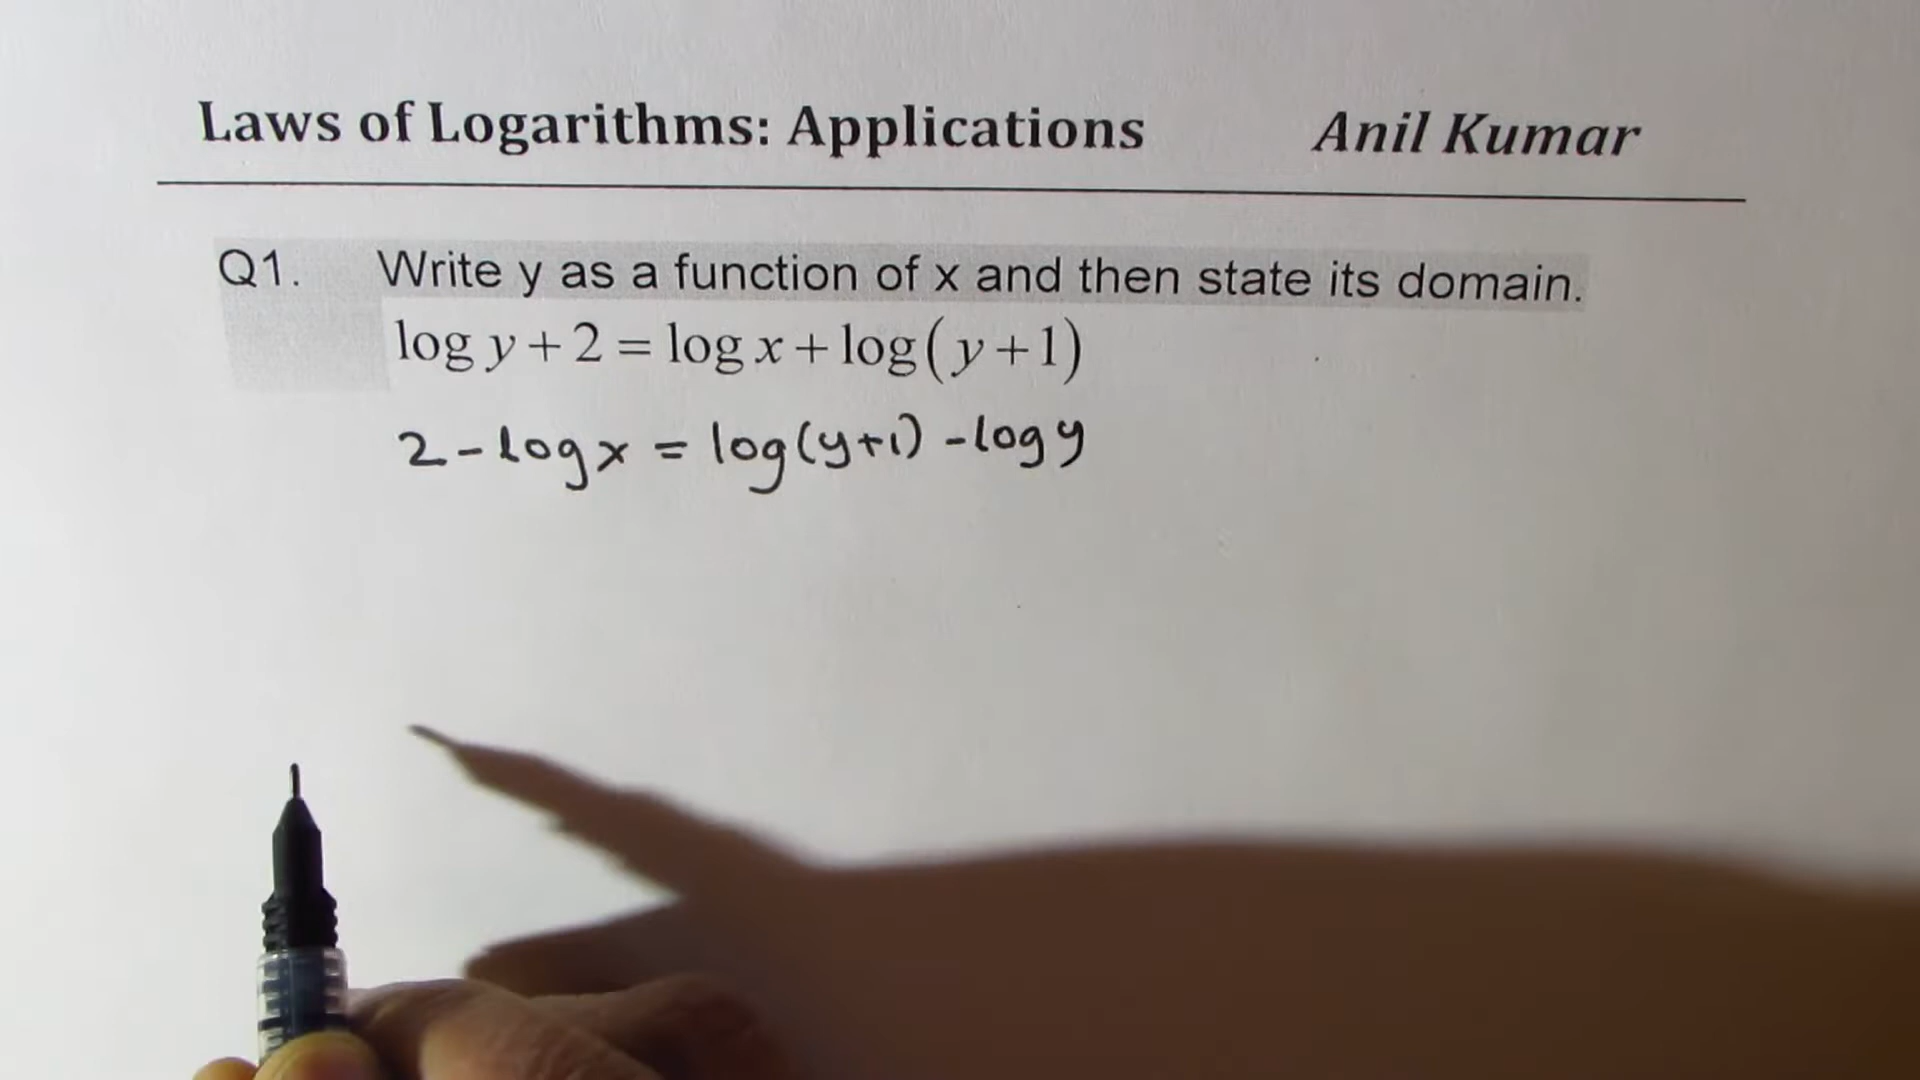 Laws of Logarithms: Applications Anil Kumar
Q1. Write y as a function of x and then state its domain.
log y + 2 = log x + log( y + 1)
2 - log x = log(y+1) - log y